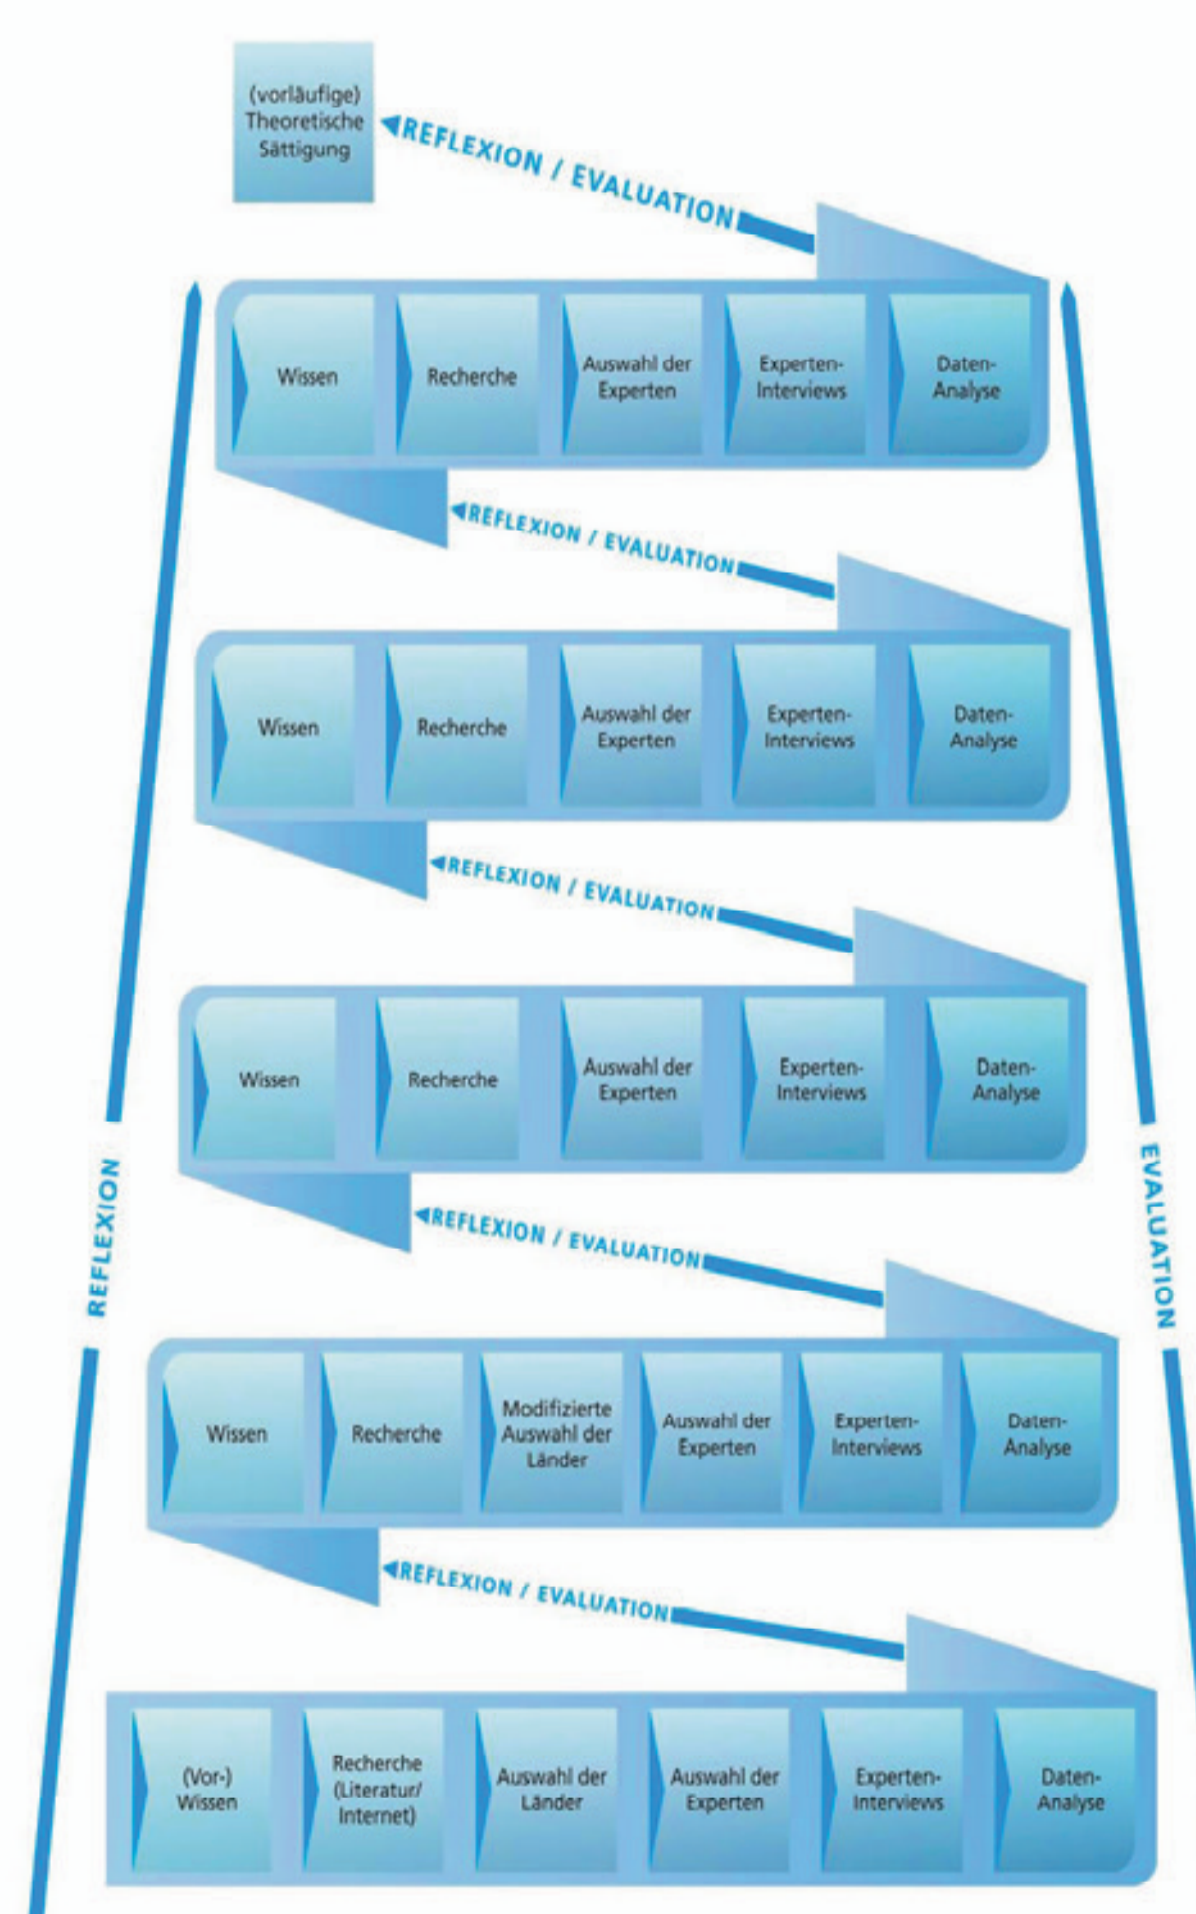 (vorläufige)
Theoretische
Sättigung
REFLEXION / EVALUATION
Wissen
Recherche
Auswahl der
Experten
Experten-
Interviews
Daten-
Analyse
REFLEXION / EVALUATION
Wissen
Recherche
Auswahl der
Experten
Experten-
Interviews
Daten-
Analyse
REFLEXION / EVALUATION
Wissen
Recherche
Auswahl der
Experten
Experten-
Interviews
Daten-
Analyse
REFLEXION
EVALUATION
REFLEXION / EVALUATION
Wissen
Recherche
Modifizierte
Auswahl der
Länder
Auswahl der
Experten
Experten-
Interviews
Daten-
Analyse
REFLEXION / EVALUATION
(Vor-)
Wissen
Recherche
(Literatur/
Internet)
Auswahl der
Länder
Auswahl der
Experten
Experten-
Interviews
Daten-
Analyse